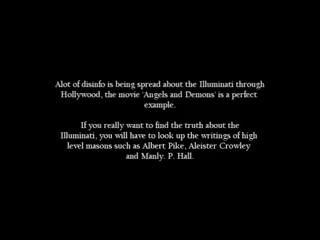 Alot of disinfo is being spread about the Illuminati through
Hollywood, the movie 'Angels and Demons' is a perfect
example.
If you really want to find the truth about the
Illuminati, you will have to look up the writings of high
level masons such as Albert Pike, Aleister Crowley
and Manly. P. Hall.